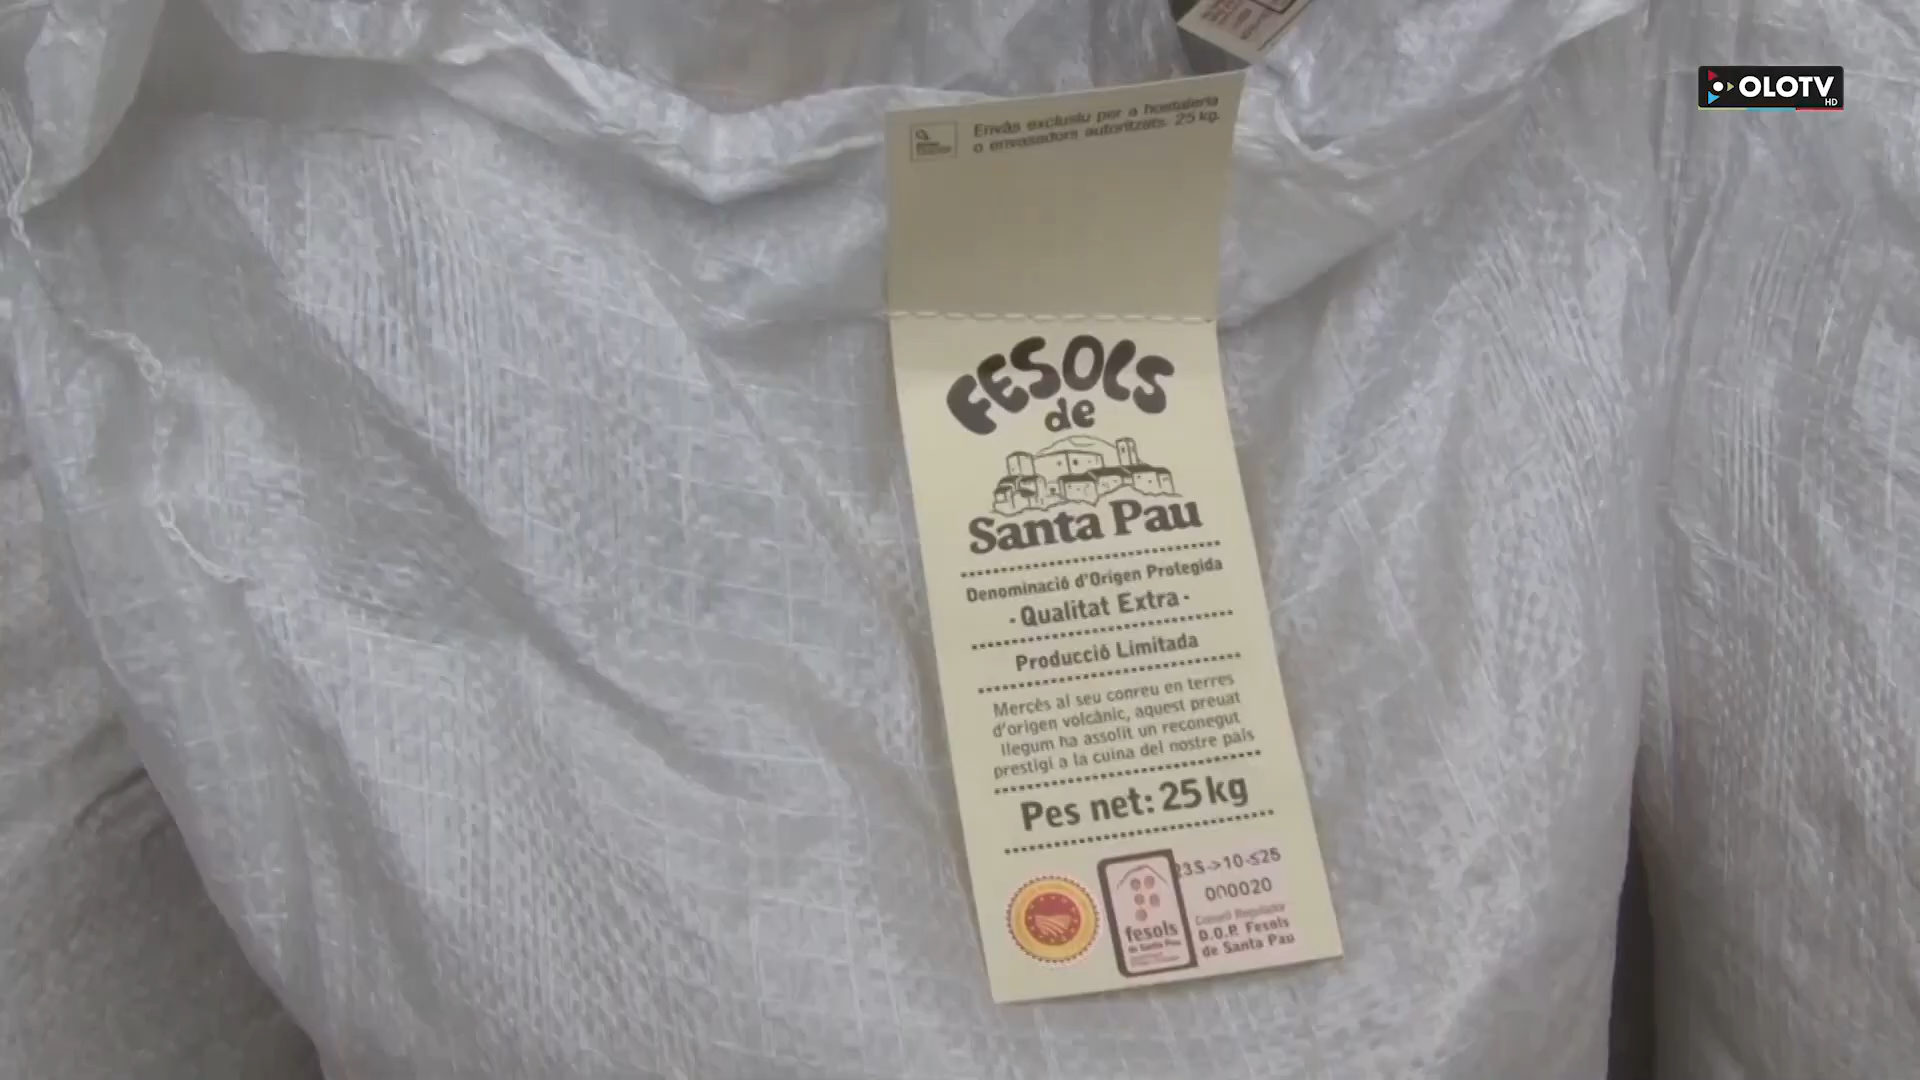 OLOTV
HD
Envàs exclusiu per a hostaleria
o envasadors autoritzats. 25 kg.
FESOLS
de
Santa Pau
Denominació d'Origen Protegida
- Qualitat Extra -
Producció Limitada
Mercès al seu conreu en terres
d'origen volcànic, aquest preuat
llegum ha assolit un reconegut
prestigi a la cuina del nostre país
Pes net: 25 kg
000020
Consell Regulador
D.O.P. Fesols
de Santa Pau
fesols
de Santa Pau